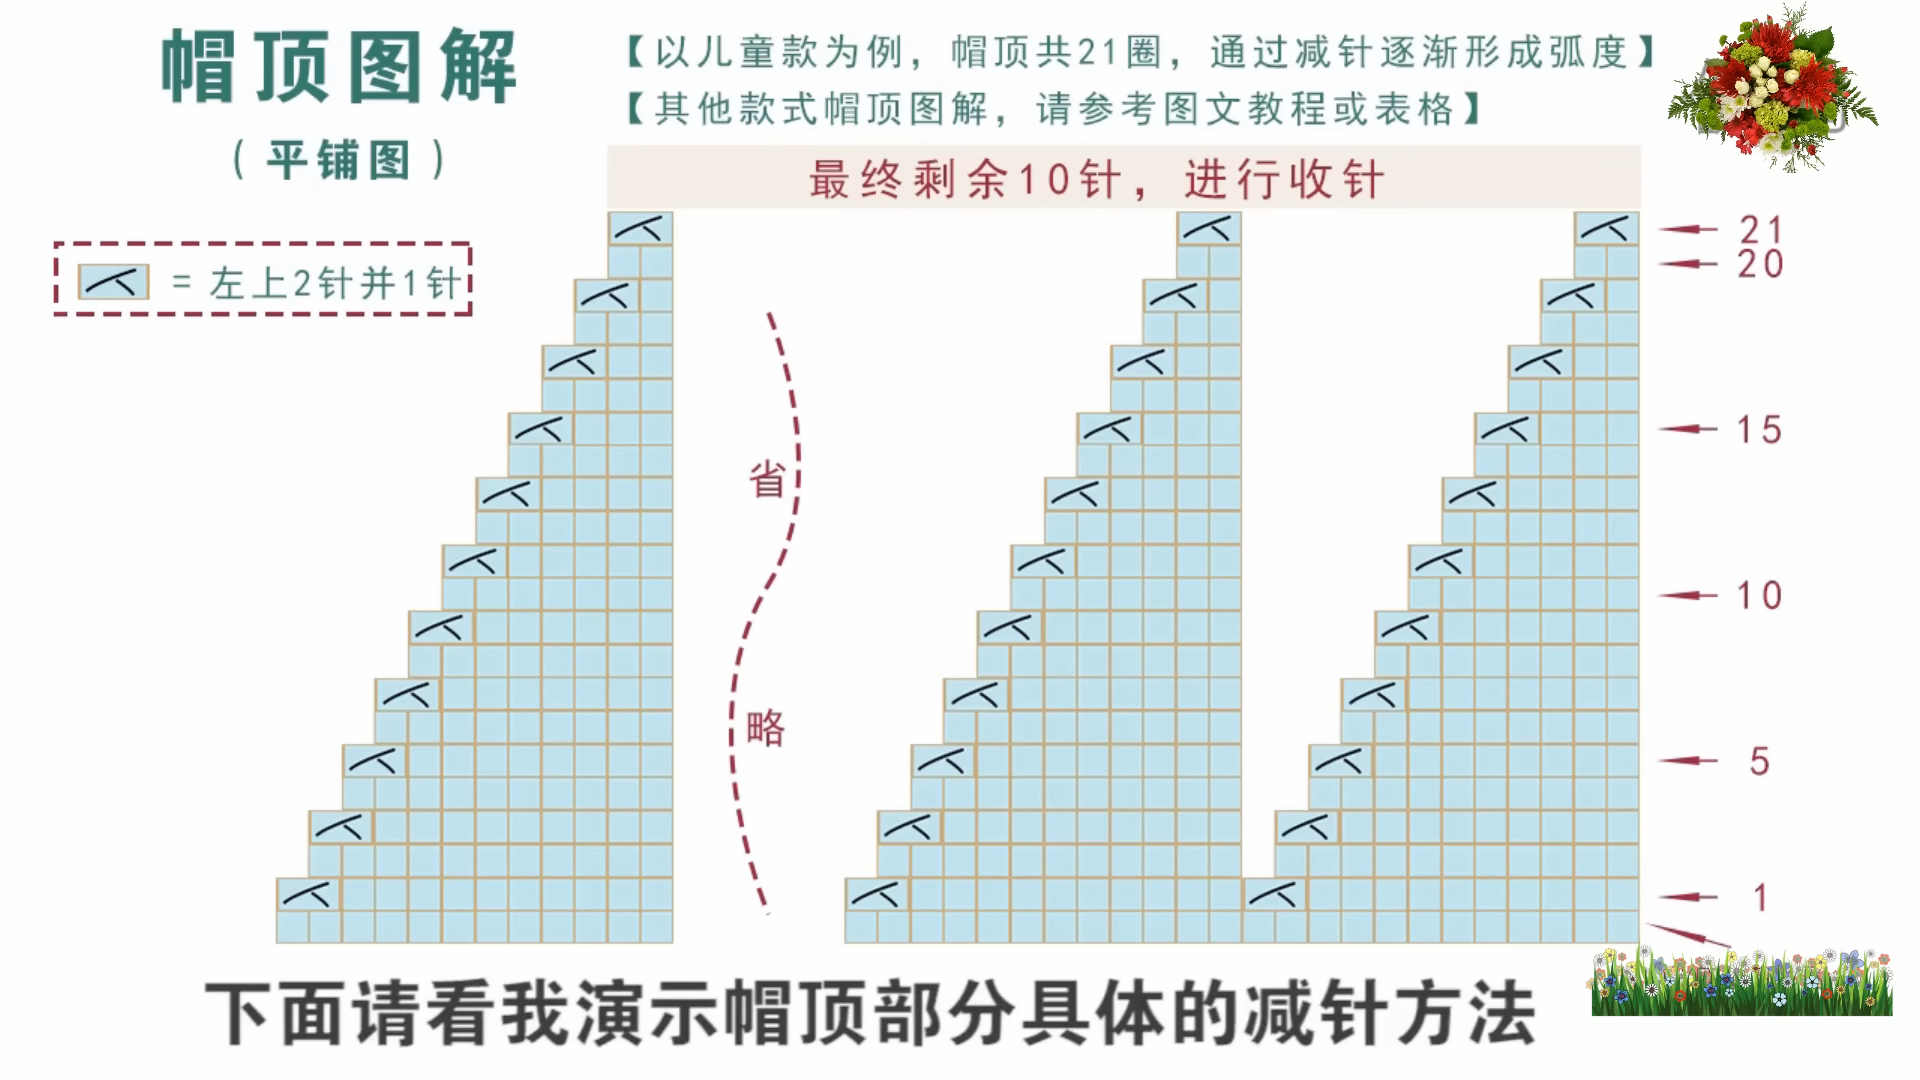 帽顶图解
（平铺图）
【以儿童款为例，帽顶共21圈，通过减针逐渐形成弧度】
【其他款式帽顶图解，请参考图文教程或表格】
最终剩余10针，进行收针
= 左上2针并1针
省
略
21
20
15
10
5
1
下面请看我演示帽顶部分具体的减针方法